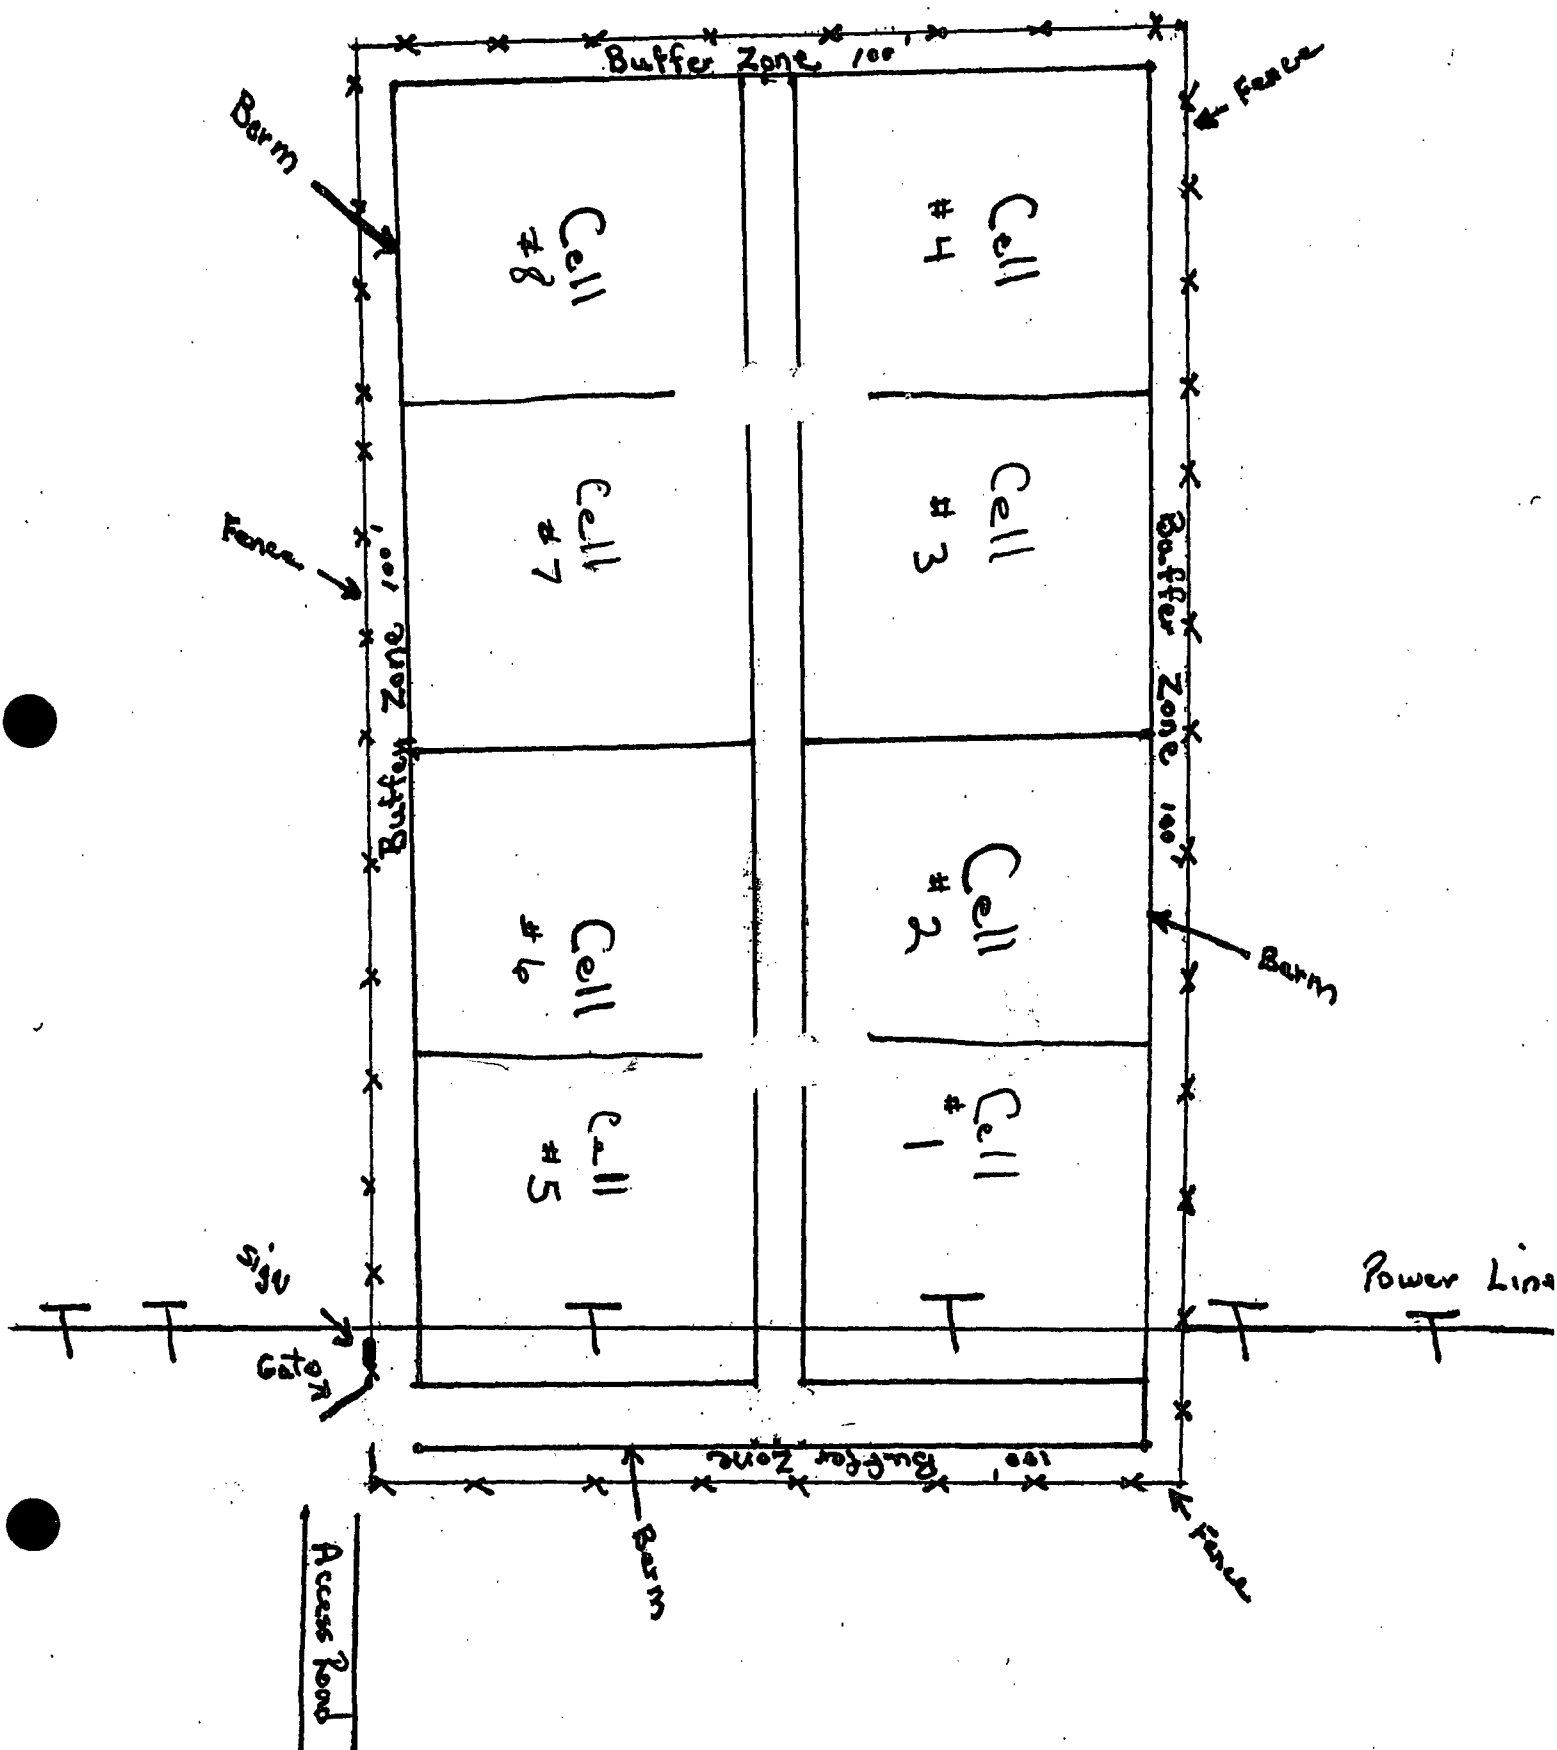 Buffer Zone 100'
Fence
Berm
Cell
#8
Cell
#4
Cell
#7
Cell
#3
Fence
Buffer Zone 100'
Buffer Zone 100'
Cell
#6
Cell
#2
Berm
Cell
#5
Cell
#1
Sign
Power Line
100' Buffer Zone
Berm
Fence
Access Road